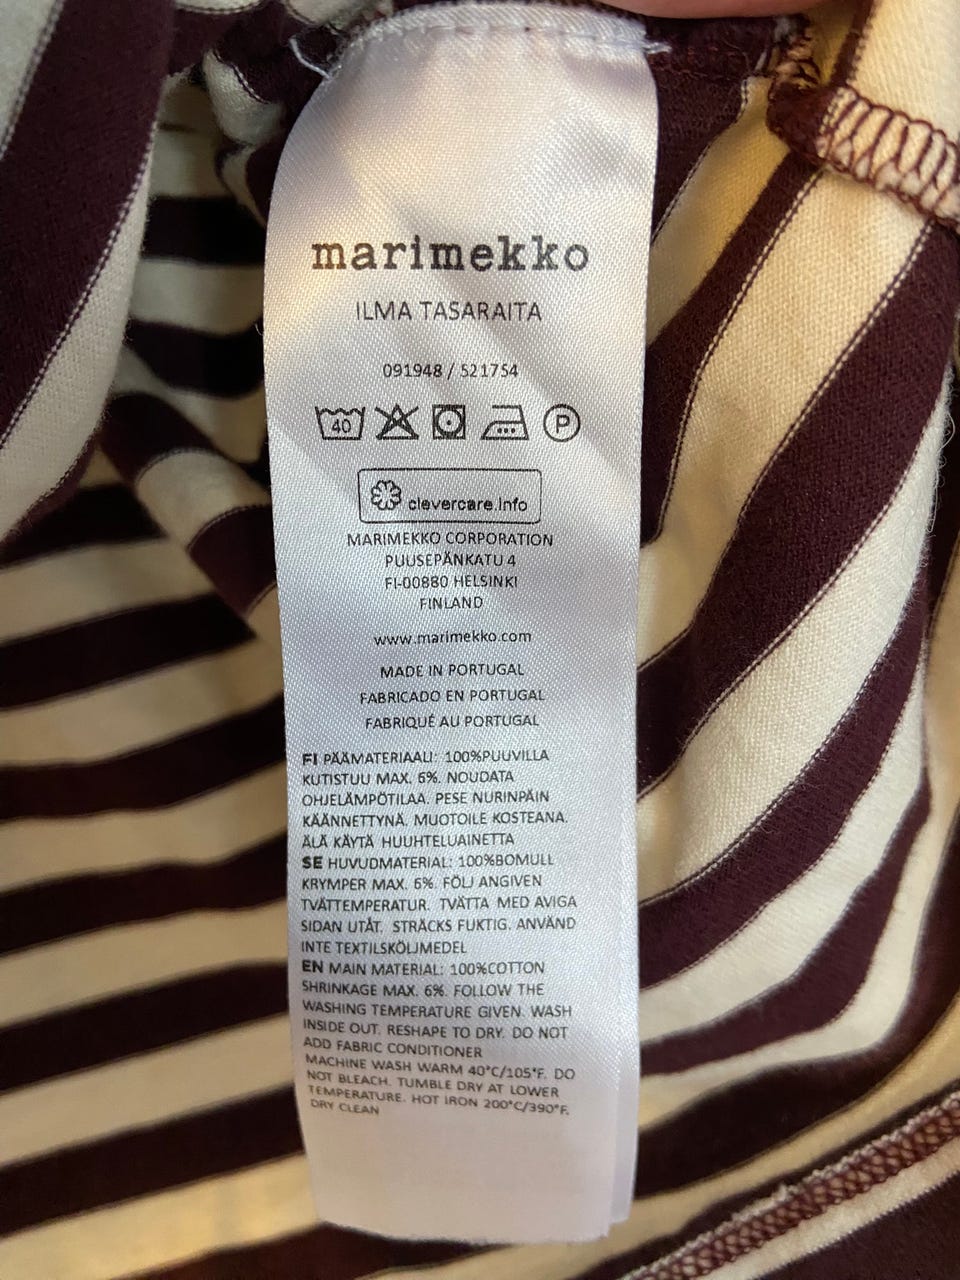 marimekko
ILMA TASARAITA
091948 / 521754
40 P
clevercare.info
MARIMEKKO CORPORATION
PUUSEPÄNKATU 4
FI-00880 HELSINKI
FINLAND
www.marimekko.com
MADE IN PORTUGAL
FABRICADO EN PORTUGAL
FABRIQUÉ AU PORTUGAL
FI PÄÄMATERIAALI: 100%PUUVILLA
KUTISTUU MAX. 6%. NOUDATA
OHJELÄMPÖTILAA. PESE NURINPÄIN
KÄÄNNETTYNÄ. MUOTOILE KOSTEANA.
ÄLÄ KÄYTÄ HUUHTELUAINETTA
SE HUVUDMATERIAL: 100%BOMULL
KRYMPER MAX. 6%. FÖLJ ANGIVEN
TVÄTTEMPERATUR. TVÄTTA MED AVIGA
SIDAN UTÅT. STRÄCKS FUKTIG. ANVÄND
INTE TEXTILSKÖLJMEDEL
EN MAIN MATERIAL: 100%COTTON
SHRINKAGE MAX. 6%. FOLLOW THE
WASHING TEMPERATURE GIVEN. WASH
INSIDE OUT. RESHAPE TO DRY. DO NOT
ADD FABRIC CONDITIONER
MACHINE WASH WARM 40°C/105°F. DO
NOT BLEACH. TUMBLE DRY AT LOWER
TEMPERATURE. HOT IRON 200°C/390°F.
DRY CLEAN